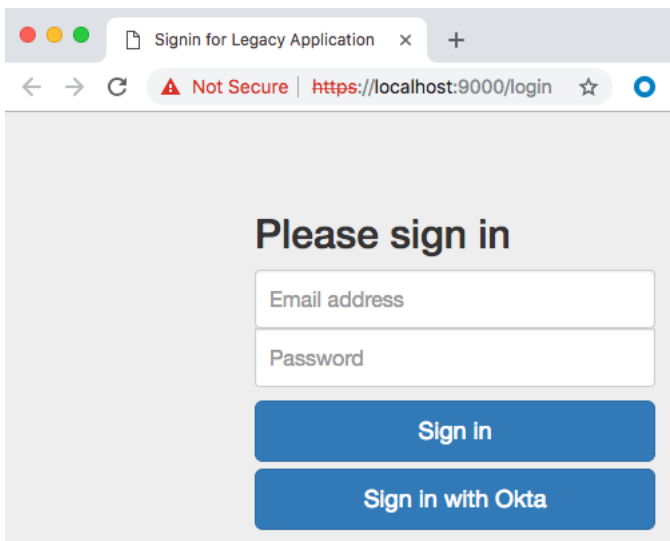 Signin for Legacy Application
Not Secure https://localhost:9000/login
Please sign in
Email address
Password
Sign in
Sign in with Okta